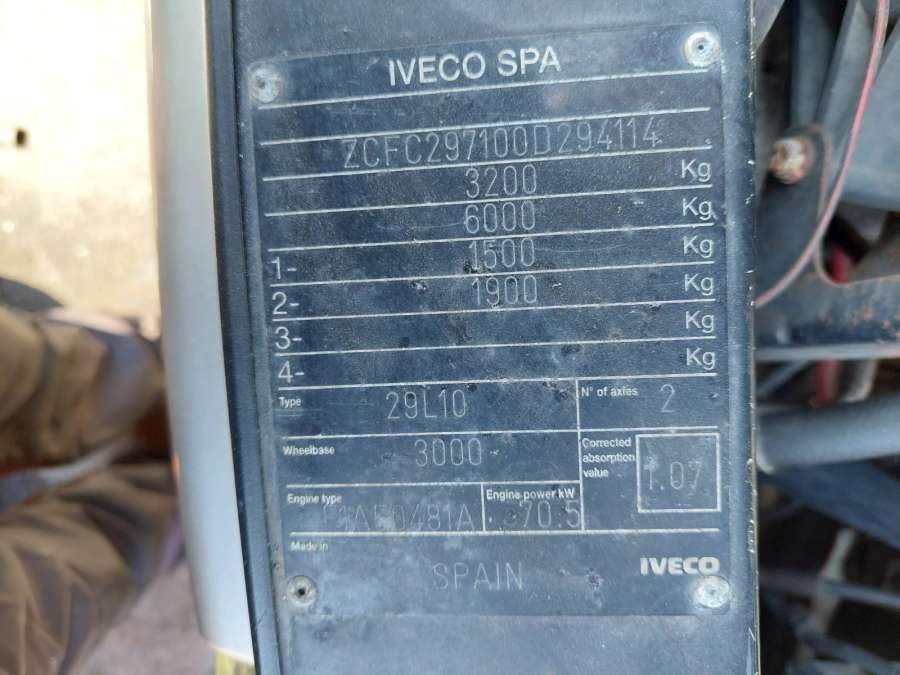 IVECO SPA
ZCFC297100D294114
3200 Kg
6000 Kg
1- 1500 Kg
2- 1900 Kg
3- Kg
4- Kg
Type 29L10 N° of axles 2
Wheelbase 3000 Corrected absorption value 1.07
Engine type F1AE0481A Engine power kW 70.5
Made in SPAIN IVECO